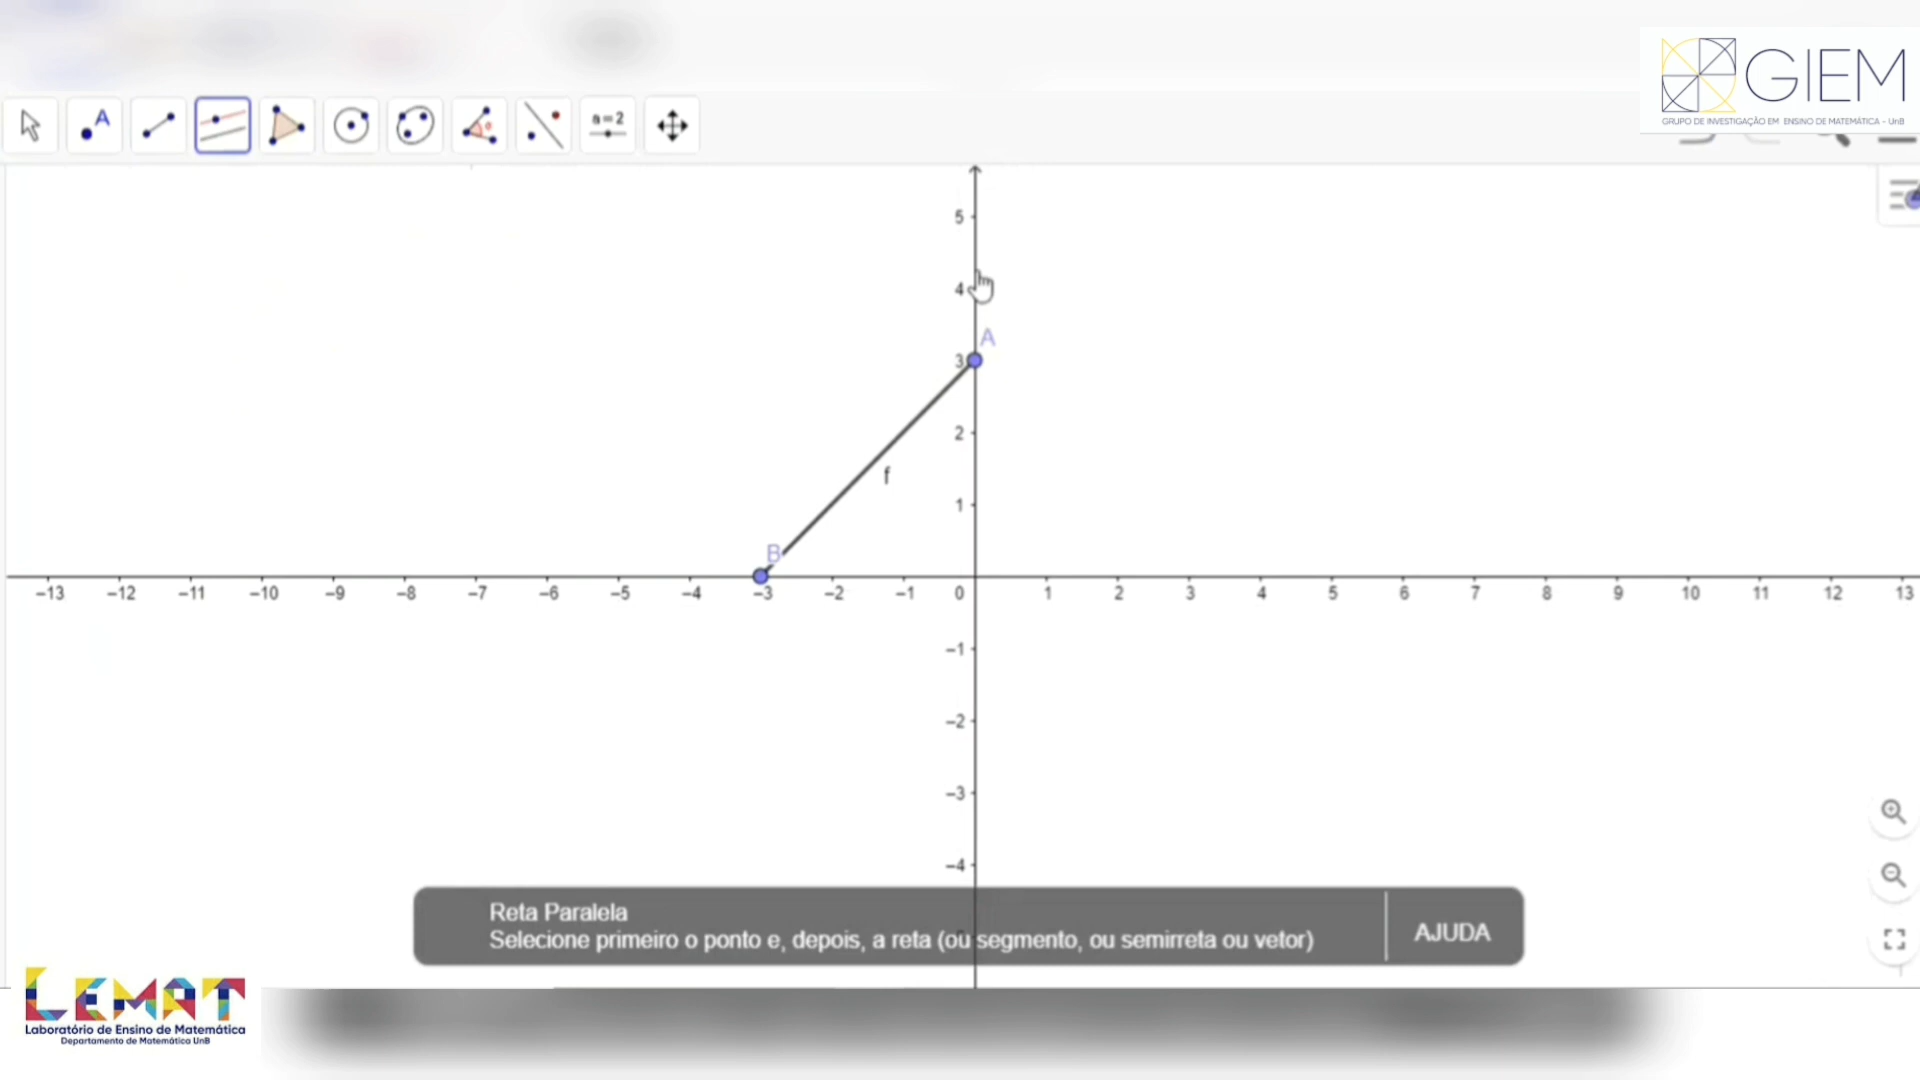 GIEM
GRUPO DE INVESTIGAÇÃO EM ENSINO DE MATEMÁTICA - UnB
A
a=2
5
4
A
3
2
f
1
B
-13 -12 -11 -10 -9 -8 -7 -6 -5 -4 -3 -2 -1 0 1 2 3 4 5 6 7 8 9 10 11 12 13
-1
-2
-3
-4
Reta Paralela
Selecione primeiro o ponto e, depois, a reta (ou segmento, ou semirreta ou vetor)
AJUDA
LEMAT
Laboratório de Ensino de Matemática
Departamento de Matemática UnB